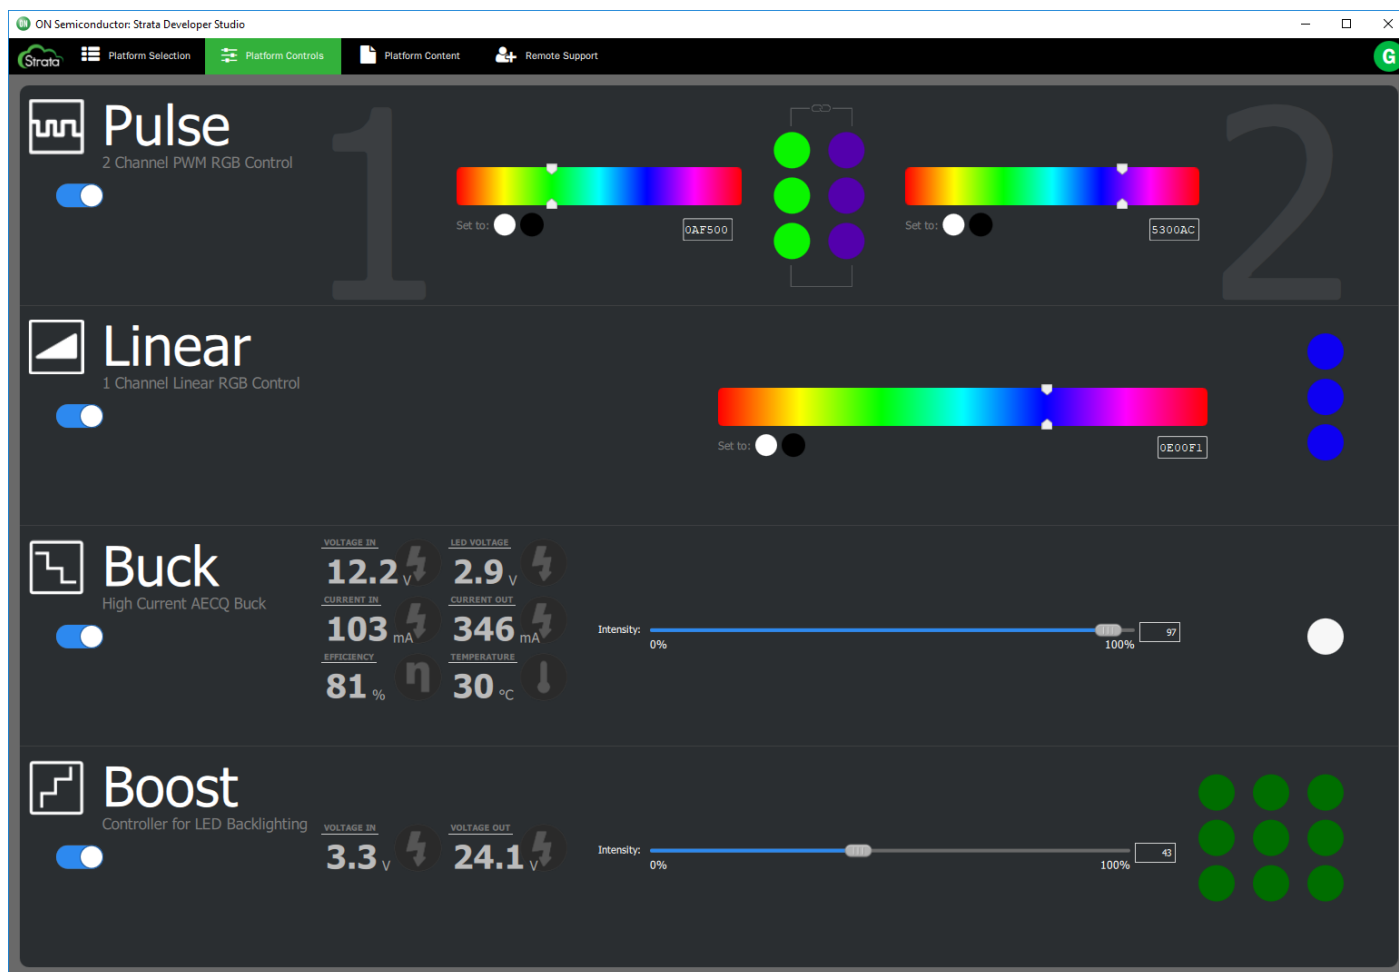 ON Semiconductor: Strata Developer Studio
Strata
Platform Selection
Platform Controls
Platform Content
Remote Support
G
Pulse
2 Channel PWM RGB Control
1
Set to:
0AF500
Set to:
5300AC
2
Linear
1 Channel Linear RGB Control
Set to:
0E00F1
Buck
High Current AECQ Buck
VOLTAGE IN
12.2 V
LED VOLTAGE
2.9 V
CURRENT IN
103 mA
CURRENT OUT
346 mA
EFFICIENCY
81 %
η
TEMPERATURE
30 °C
Intensity:
0%
100%
97
Boost
Controller for LED Backlighting
VOLTAGE IN
3.3 V
VOLTAGE OUT
24.1 V
Intensity:
0%
100%
43